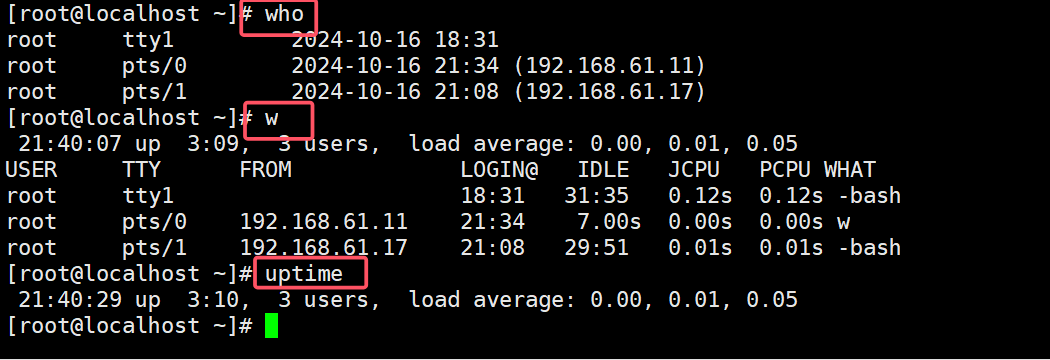 [root@localhost ~]# who
root     tty1         2024-10-16 18:31
root     pts/0        2024-10-16 21:34 (192.168.61.11)
root     pts/1        2024-10-16 21:08 (192.168.61.17)
[root@localhost ~]# w
 21:40:07 up  3:09,  3 users,  load average: 0.00, 0.01, 0.05
USER     TTY      FROM             LOGIN@   IDLE   JCPU   PCPU WHAT
root     tty1                      18:31   31:35   0.12s  0.12s -bash
root     pts/0    192.168.61.11    21:34    7.00s  0.00s  0.00s w
root     pts/1    192.168.61.17    21:08   29:51   0.01s  0.01s -bash
[root@localhost ~]# uptime
 21:40:29 up  3:10,  3 users,  load average: 0.00, 0.01, 0.05
[root@localhost ~]#